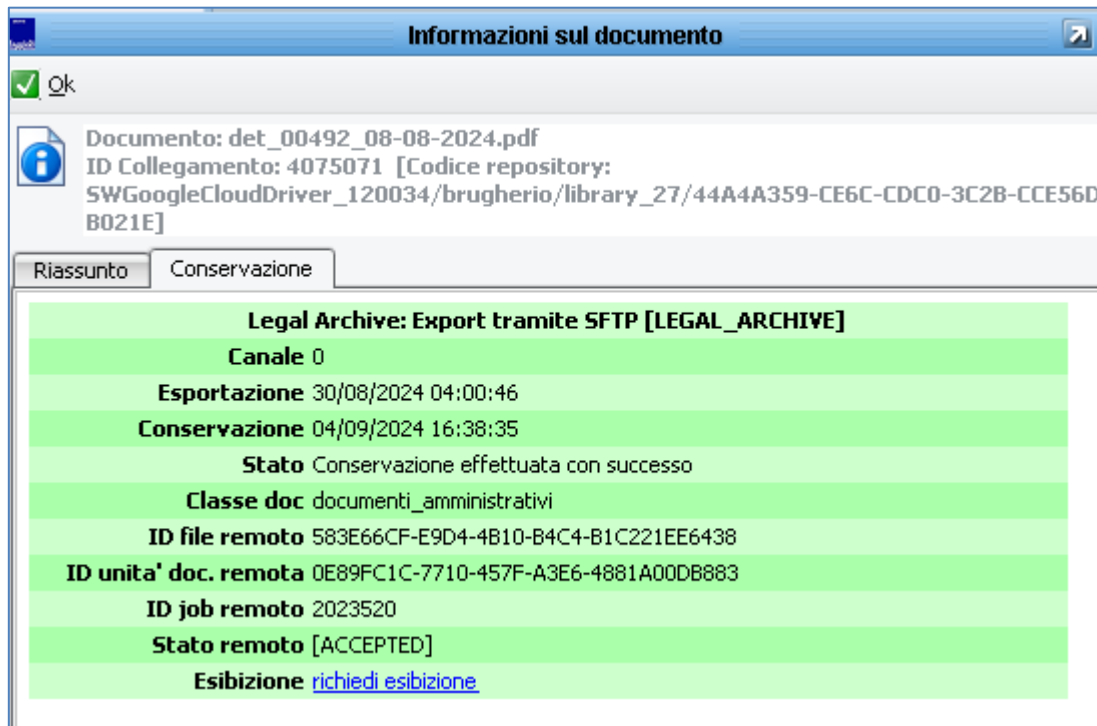 Informazioni sul documento
Ok
Documento: det_00492_08-08-2024.pdf
ID Collegamento: 4075071 [Codice repository:
SWGoogleCloudDriver_120034/brugherio/library_27/44A4A359-CE6C-CDC0-3C2B-CCE56D
B021E]
Riassunto Conservazione
Legal Archive: Export tramite SFTP [LEGAL_ARCHIVE]
Canale 0
Esportazione 30/08/2024 04:00:46
Conservazione 04/09/2024 16:38:35
Stato Conservazione effettuata con successo
Classe doc documenti_amministrativi
ID file remoto 583E66CF-E9D4-4B10-B4C4-B1C221EE6438
ID unita' doc. remota 0E89FC1C-7710-457F-A3E6-4881A00DB883
ID job remoto 2023520
Stato remoto [ACCEPTED]
Esibizione richiedi esibizione